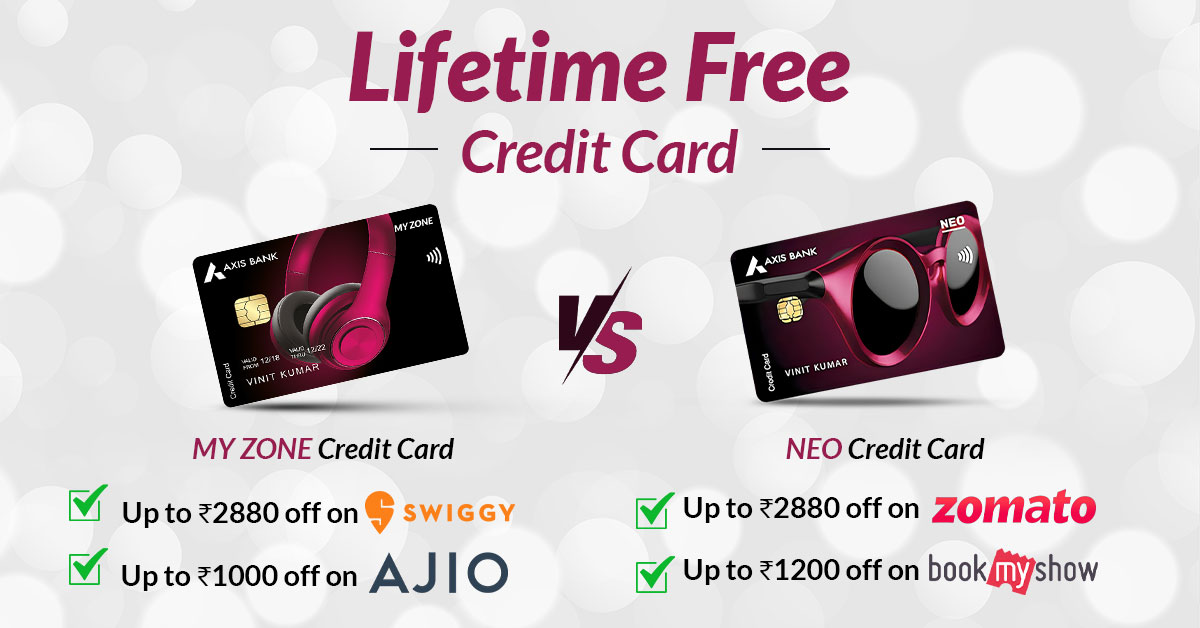 Lifetime Free
Credit Card
AXIS BANK
MY ZONE
VALID FROM 12/18 VALID THRU 12/22
VINIT KUMAR
Credit Card
VS
AXIS BANK
NEO
VINIT KUMAR
Credit Card
MY ZONE Credit Card
Up to ₹2880 off on SWIGGY
Up to ₹1000 off on AJIO
NEO Credit Card
Up to ₹2880 off on zomato
Up to ₹1200 off on bookmyshow